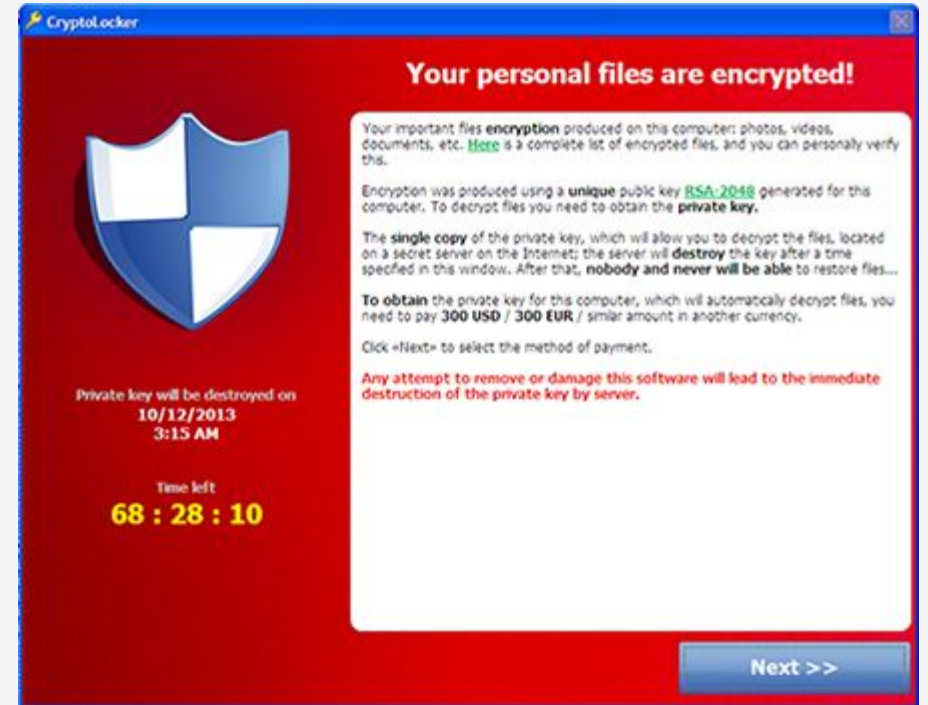 CryptoLocker
Your personal files are encrypted!
Your important files encryption produced on this computer: photos, videos,
documents, etc. Here is a complete list of encrypted files, and you can personally verify
this.
Encryption was produced using a unique public key RSA-2048 generated for this
computer. To decrypt files you need to obtain the private key.
The single copy of the private key, which will allow you to decrypt the files, located
on a secret server on the Internet; the server will destroy the key after a time
specified in this window. After that, nobody and never will be able to restore files...
To obtain the private key for this computer, which will automatically decrypt files, you
need to pay 300 USD / 300 EUR / similar amount in another currency.
Click «Next» to select the method of payment.
Any attempt to remove or damage this software will lead to the immediate
destruction of the private key by server.
Private key will be destroyed on
10/12/2013
3:15 AM
Time left
68 : 28 : 10
Next >>